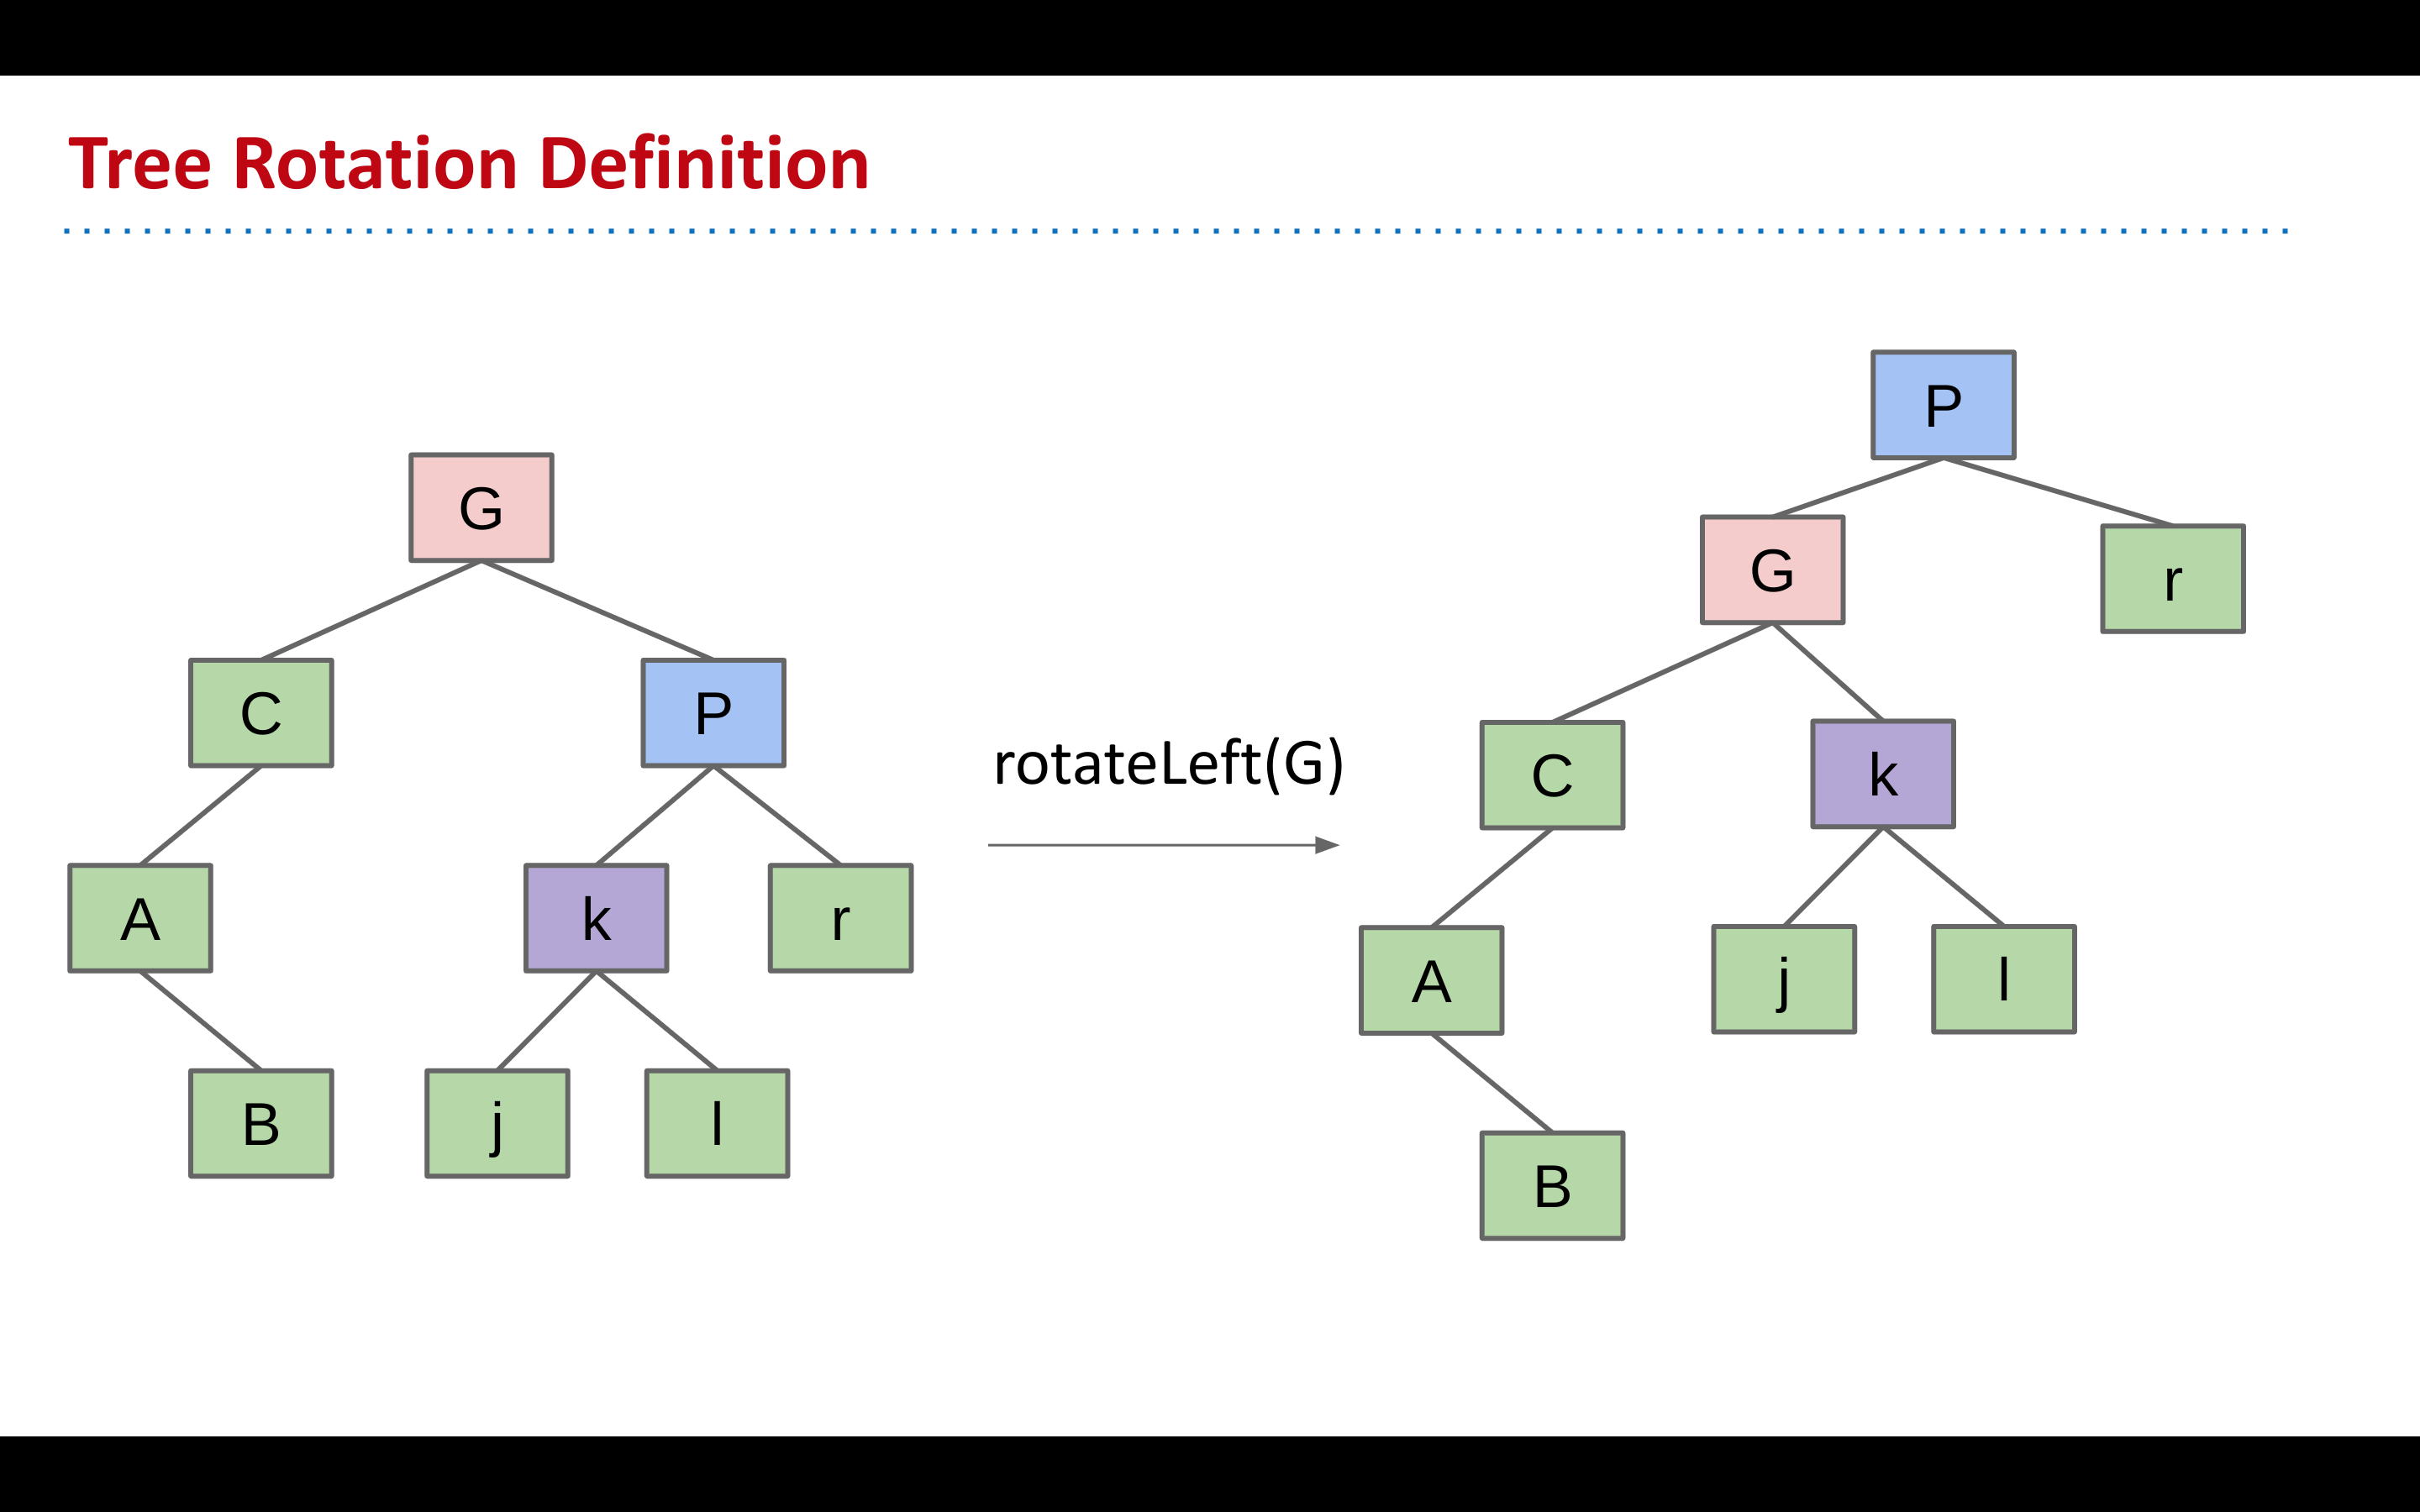 Tree Rotation Definition
P
G
G
r
C
P
rotateLeft(G)
C
k
A
k
r
A
j
l
B
j
l
B